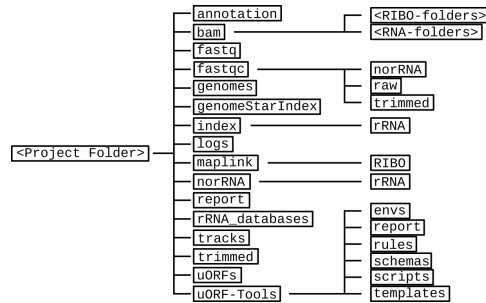 <Project Folder>
annotation
bam
<RIBO-folders>
<RNA-folders>
fastq
fastqc
norRNA
raw
trimmed
genomes
genomeStarIndex
index
rRNA
logs
maplink
RIBO
norRNA
rRNA
report
rRNA_databases
tracks
trimmed
uORFs
uORF-Tools
envs
report
rules
schemas
scripts
templates